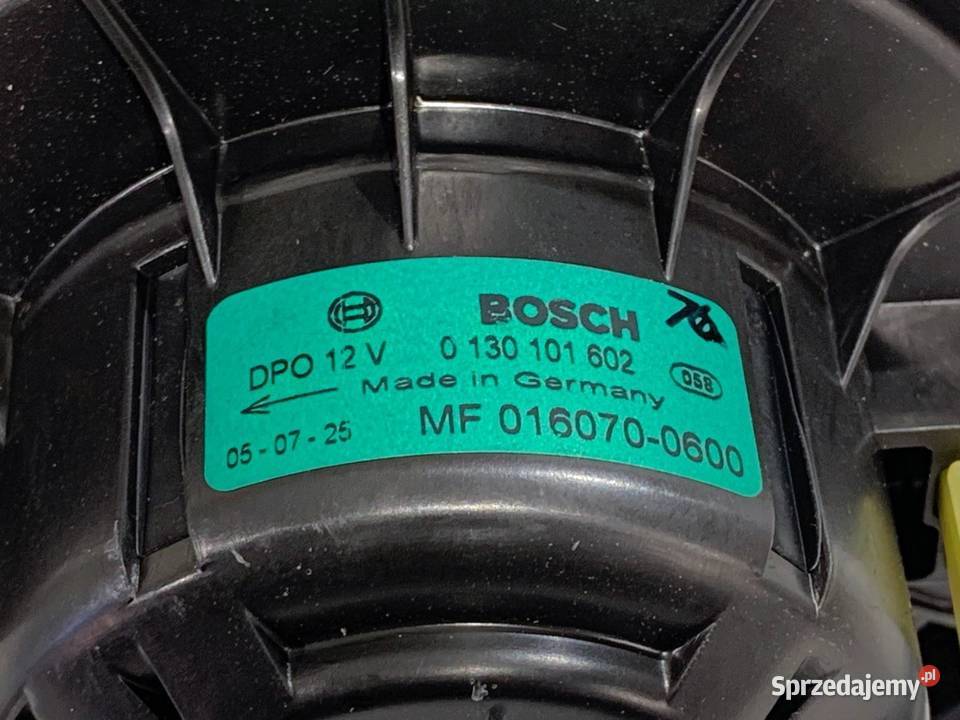 BOSCH 76
DPO 12 V 0 130 101 602 058
Made in Germany
05-07-25 MF 016070-0600
Sprzedajemy.pl